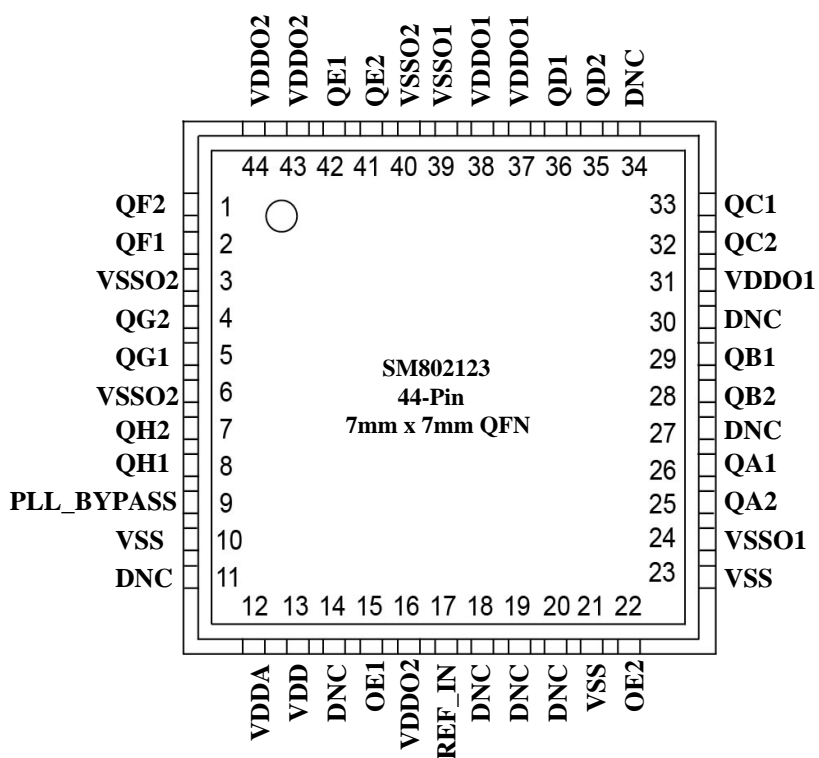 VDDO2 VDDO2 QE1 QE2 VSSO2 VSSO1 VDDO1 VDDO1 QD1 QD2 DNC
44 43 42 41 40 39 38 37 36 35 34
QF2 1 33 QC1
QF1 2 32 QC2
VSSO2 3 31 VDDO1
QG2 4 30 DNC
QG1 5 29 QB1
SM802123
VSSO2 6 28 QB2
44-Pin
7mm x 7mm QFN
QH2 7 27 DNC
QH1 8 26 QA1
PLL_BYPASS 9 25 QA2
VSS 10 24 VSSO1
DNC 11 23 VSS
12 13 14 15 16 17 18 19 20 21 22
VDDA VDD DNC OE1 VDDO2 REF_IN DNC DNC DNC VSS OE2